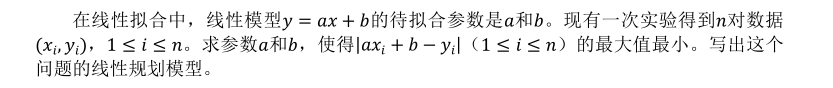 在线性拟合中，线性模型y = ax + b的待拟合参数是a和b。现有一次实验得到n对数据
(xᵢ, yᵢ)，1 ≤ i ≤ n。求参数a和b，使得|axᵢ + b − yᵢ|（1 ≤ i ≤ n）的最大值最小。写出这个
问题的线性规划模型。